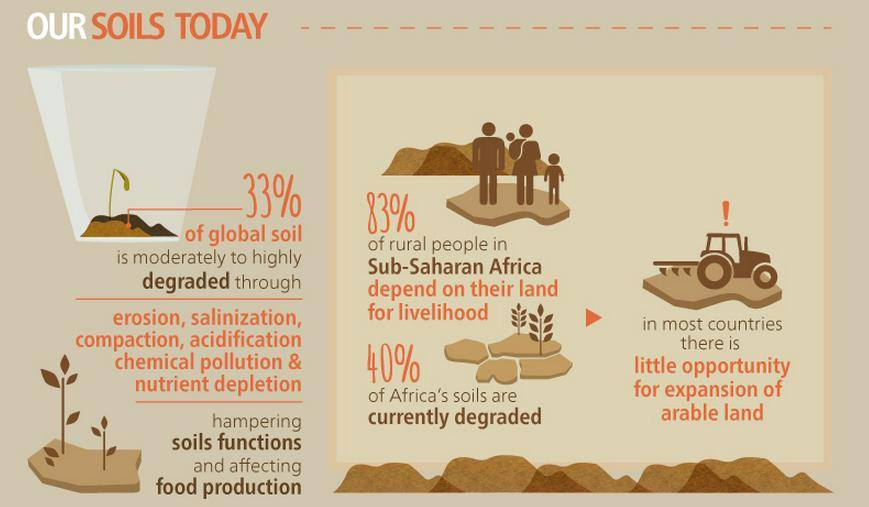 OUR SOILS TODAY
33%
of global soil
is moderately to highly
degraded through
erosion, salinization,
compaction, acidification
chemical pollution &
nutrient depletion
hampering
soils functions
and affecting
food production
83%
of rural people in
Sub-Saharan Africa
depend on their land
for livelihood
40%
of Africa's soils are
currently degraded
!
in most countries
there is
little opportunity
for expansion of
arable land